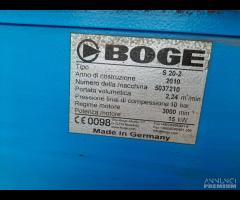 BOGE
Tipo S 20-2
Anno di costruzione 2010
Numero della macchina 5037210
Portata volumetrica 2,24 m³/min
Pressione final di compressione 10 bar
Regime motore 3000 min⁻¹
Potenza motore 15 kW
CE 0098
Made in Germany
ANNUNCI